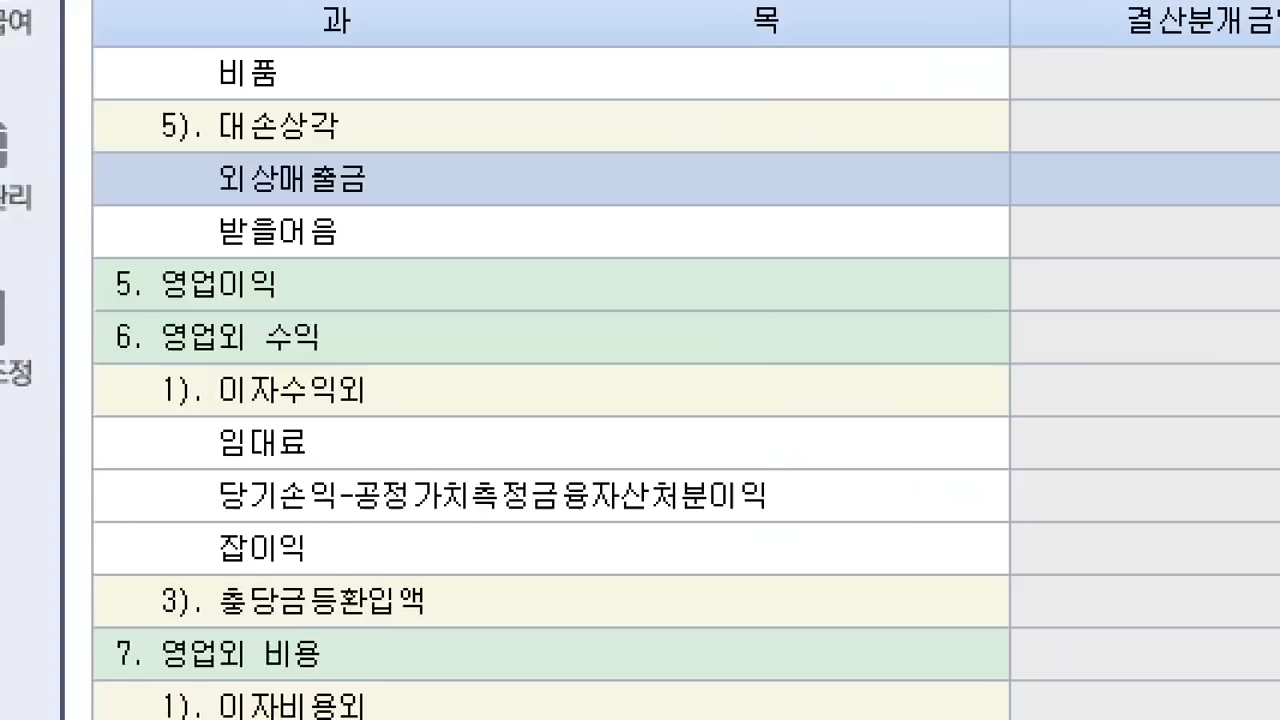 과 목 결산분개금
비품
5). 대손상각
외상매출금
받을어음
5. 영업이익
6. 영업외 수익
1). 이자수익외
임대료
당기손익-공정가치측정금융자산처분이익
잡이익
3). 충당금등환입액
7. 영업외 비용
1). 이자비용외